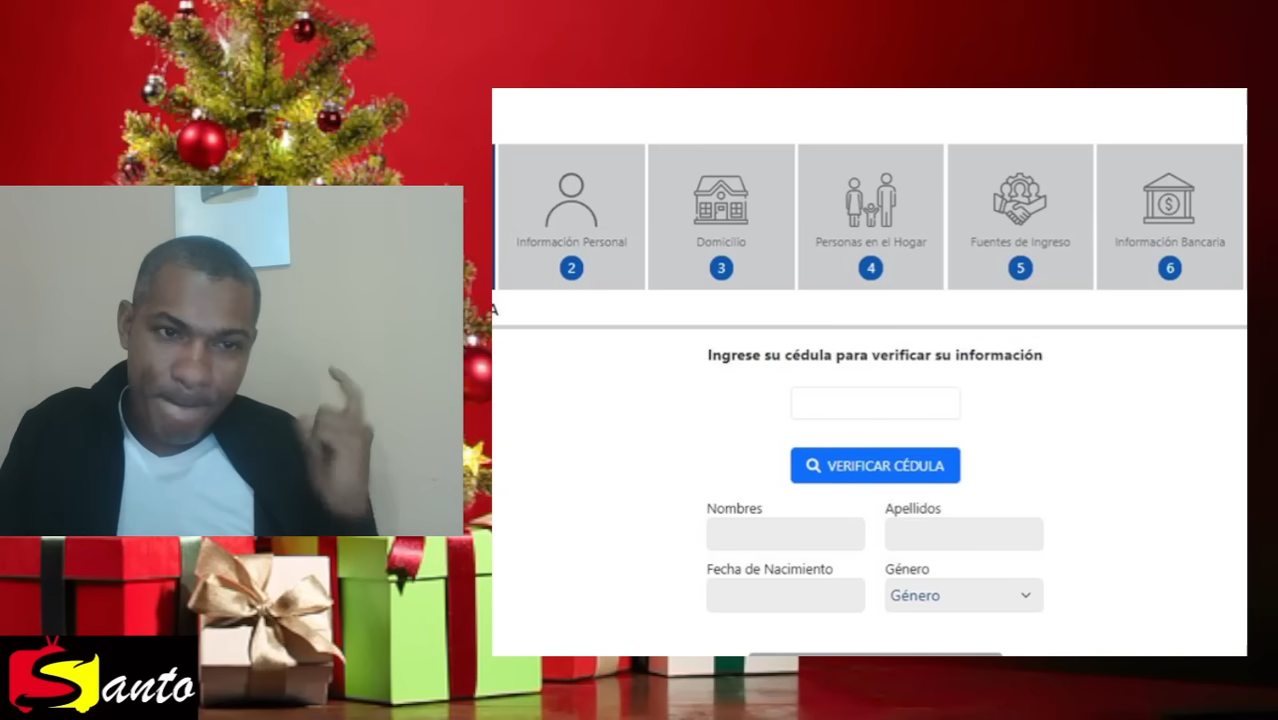 Información Personal
2
Domicilio
3
Personas en el Hogar
4
Fuentes de Ingreso
5
Información Bancaria
6
A
Ingrese su cédula para verificar su información
VERIFICAR CÉDULA
Nombres
Apellidos
Fecha de Nacimiento
Género
Género
Santo